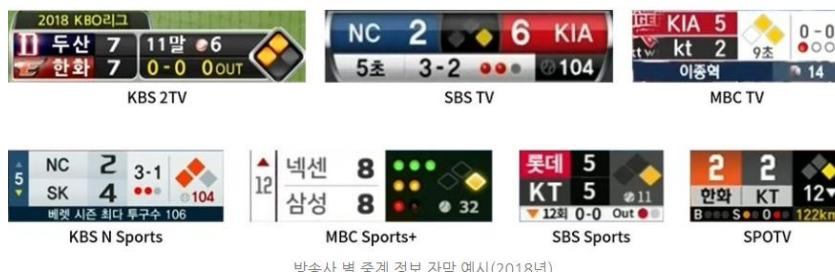 2018 KBO리그
두산 7 11말 6
한화 7 0-0 0 OUT
KBS 2TV
NC 2 6 KIA
5초 3-2 104
SBS TV
KIA 5 0-0
kt 2 9초
이종혁 14
MBC TV
NC 2 3-1
5
SK 4 104
베렛 시즌 최다 투구수 106
KBS N Sports
넥센 8
12
삼성 8 32
MBC Sports+
롯데 5
KT 5 11
12회 0-0 Out
SBS Sports
2 2
한화 KT 12
B S O 122km
SPOTV
방송사 별 중계 정보 자막 예시(2018년)